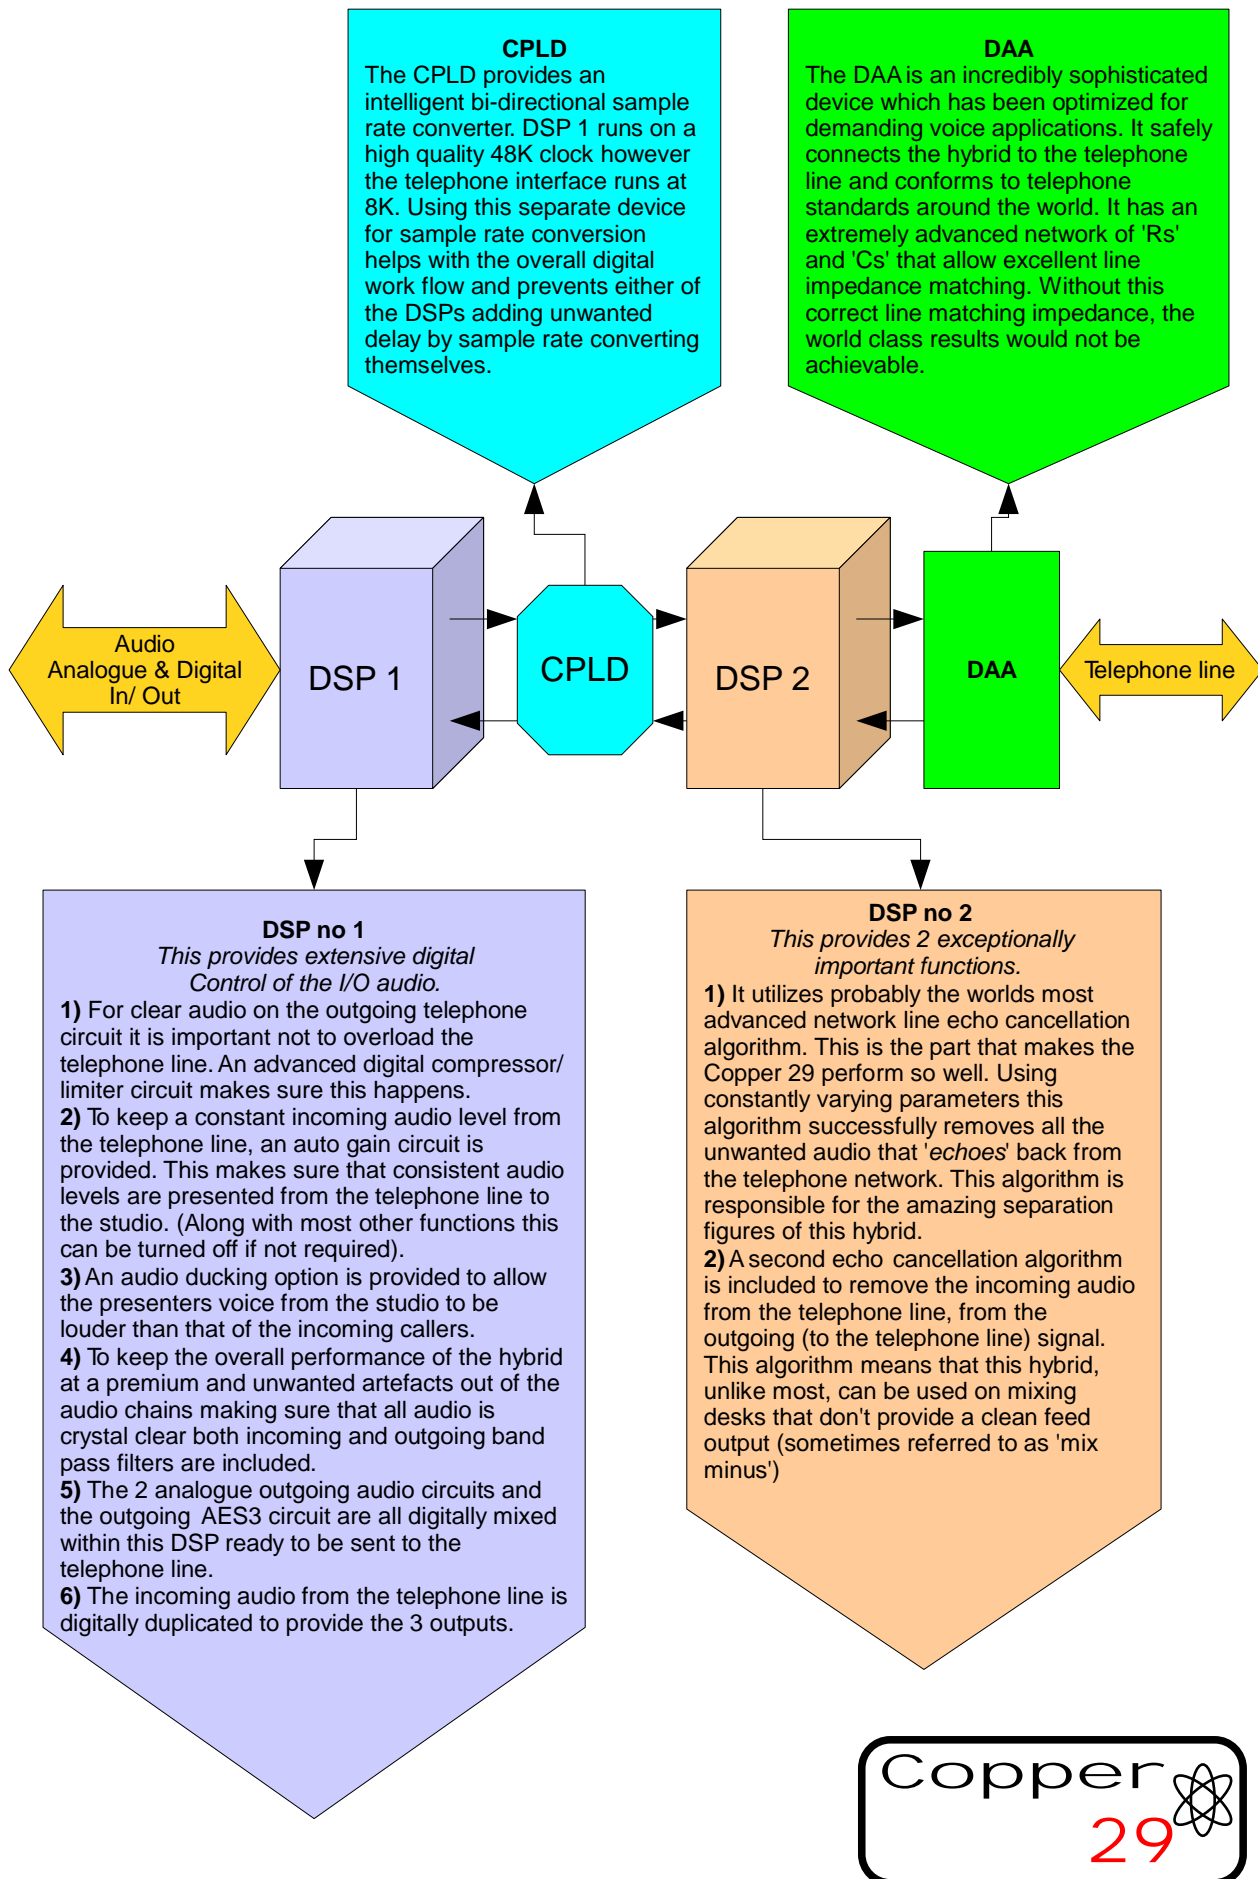 CPLD
The CPLD provides an
intelligent bi-directional sample
rate converter. DSP 1 runs on a
high quality 48K clock however
the telephone interface runs at
8K. Using this separate device
for sample rate conversion
helps with the overall digital
work flow and prevents either of
the DSPs adding unwanted
delay by sample rate converting
themselves.
DAA
The DAA is an incredibly sophisticated
device which has been optimized for
demanding voice applications. It safely
connects the hybrid to the telephone
line and conforms to telephone
standards around the world. It has an
extremely advanced network of 'Rs'
and 'Cs' that allow excellent line
impedance matching. Without this
correct line matching impedance, the
world class results would not be
achievable.
Audio
Analogue & Digital
In/ Out
DSP 1
CPLD
DSP 2
DAA
Telephone line
DSP no 1
This provides extensive digital
Control of the I/O audio.
1) For clear audio on the outgoing telephone
circuit it is important not to overload the
telephone line. An advanced digital compressor/
limiter circuit makes sure this happens.
2) To keep a constant incoming audio level from
the telephone line, an auto gain circuit is
provided. This makes sure that consistent audio
levels are presented from the telephone line to
the studio. (Along with most other functions this
can be turned off if not required).
3) An audio ducking option is provided to allow
the presenters voice from the studio to be
louder than that of the incoming callers.
4) To keep the overall performance of the hybrid
at a premium and unwanted artefacts out of the
audio chains making sure that all audio is
crystal clear both incoming and outgoing band
pass filters are included.
5) The 2 analogue outgoing audio circuits and
the outgoing AES3 circuit are all digitally mixed
within this DSP ready to be sent to the
telephone line.
6) The incoming audio from the telephone line is
digitally duplicated to provide the 3 outputs.
DSP no 2
This provides 2 exceptionally
important functions.
1) It utilizes probably the worlds most
advanced network line echo cancellation
algorithm. This is the part that makes the
Copper 29 perform so well. Using
constantly varying parameters this
algorithm successfully removes all the
unwanted audio that 'echoes' back from
the telephone network. This algorithm is
responsible for the amazing separation
figures of this hybrid.
2) A second echo cancellation algorithm
is included to remove the incoming audio
from the telephone line, from the
outgoing (to the telephone line) signal.
This algorithm means that this hybrid,
unlike most, can be used on mixing
desks that don't provide a clean feed
output (sometimes referred to as 'mix
minus')
Copper
29